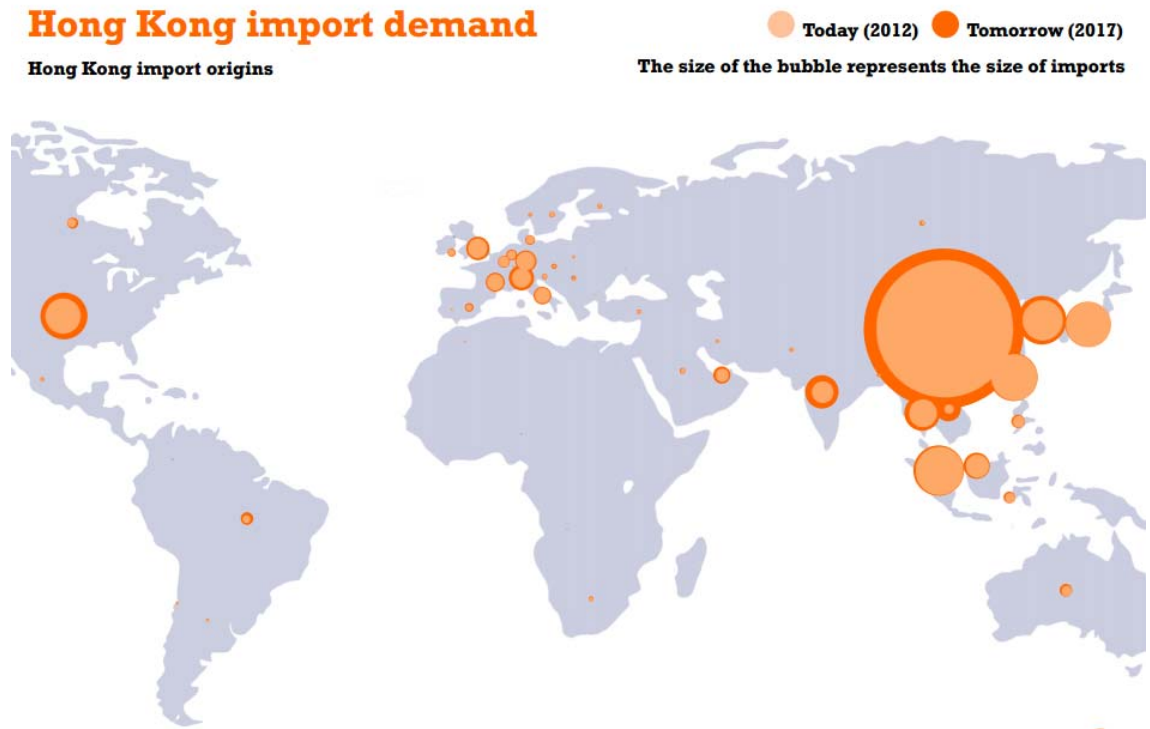 Hong Kong import demand
Today (2012) Tomorrow (2017)
Hong Kong import origins
The size of the bubble represents the size of imports